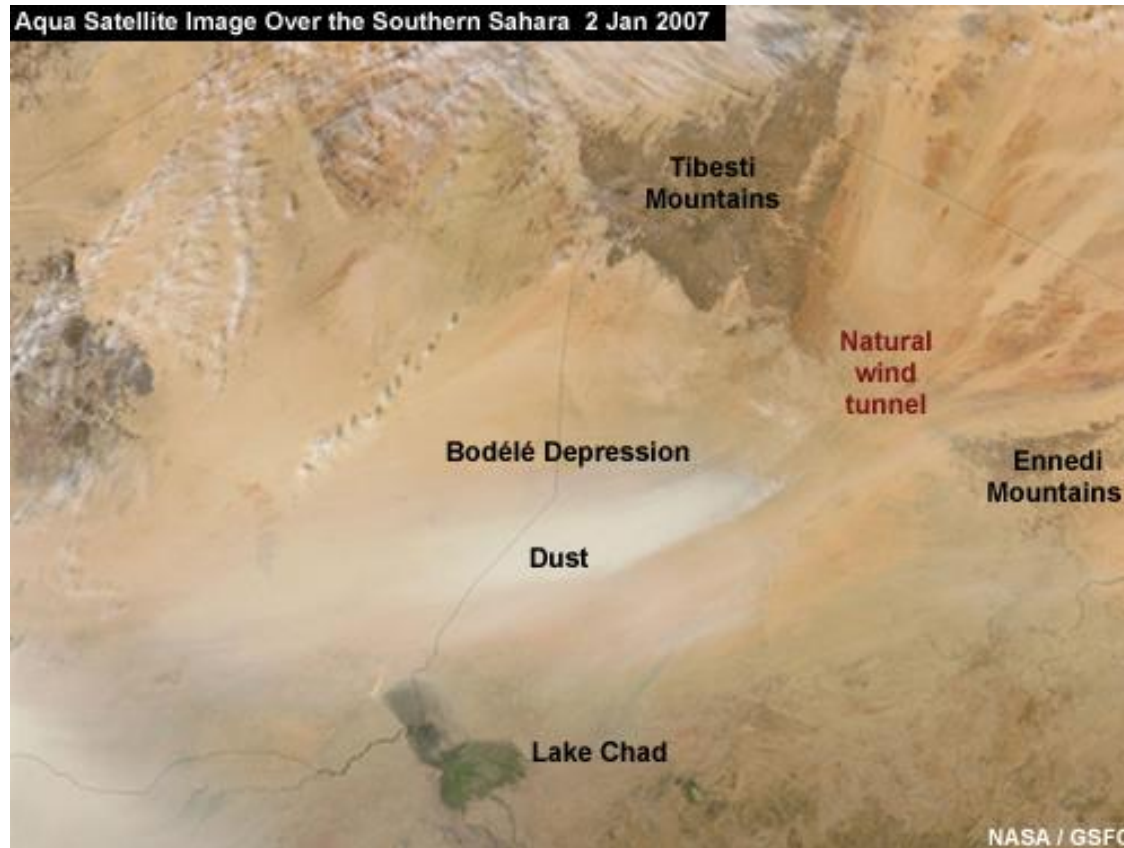 Aqua Satellite Image Over the Southern Sahara 2 Jan 2007
Tibesti
Mountains
Natural
wind
tunnel
Bodélé Depression
Ennedi
Mountains
Dust
Lake Chad
NASA / GSFC